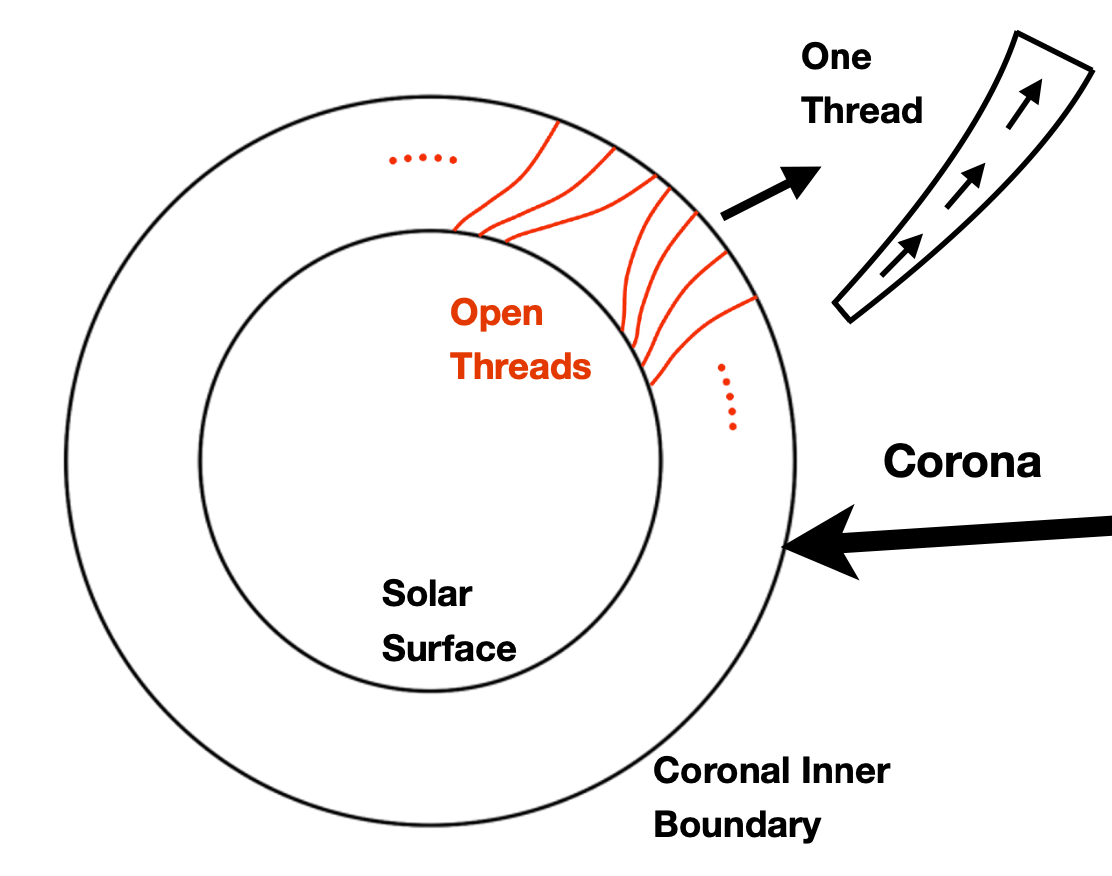 One
Thread
Open
Threads
Corona
Solar
Surface
Coronal Inner
Boundary